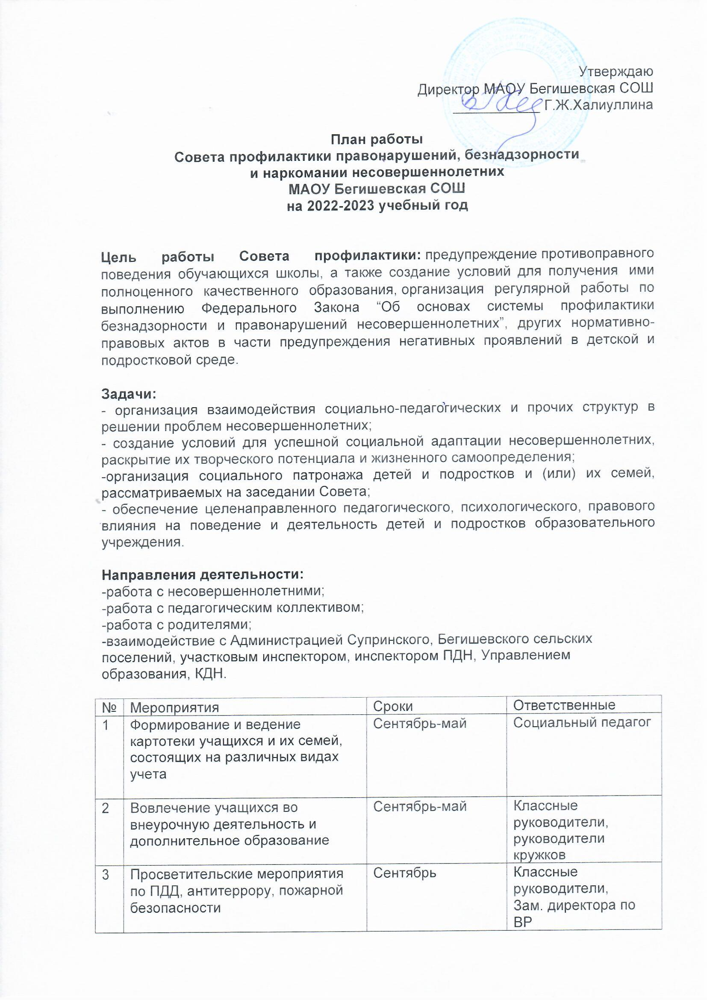 Утверждаю
Директор МАОУ Бегишевская СОШ
____________ Г.Ж.Халиуллина
План работы
Совета профилактики правонарушений, безнадзорности
и наркомании несовершеннолетних
МАОУ Бегишевская СОШ
на 2022-2023 учебный год
Цель работы Совета профилактики: предупреждение противоправного
поведения обучающихся школы, а также создание условий для получения ими
полноценного качественного образования, организация регулярной работы по
выполнению Федерального Закона “Об основах системы профилактики
безнадзорности и правонарушений несовершеннолетних”, других нормативно-
правовых актов в части предупреждения негативных проявлений в детской и
подростковой среде.
Задачи:
- организация взаимодействия социально-педагогических и прочих структур в
решении проблем несовершеннолетних;
- создание условий для успешной социальной адаптации несовершеннолетних,
раскрытие их творческого потенциала и жизненного самоопределения;
-организация социального патронажа детей и подростков и (или) их семей,
рассматриваемых на заседании Совета;
- обеспечение целенаправленного педагогического, психологического, правового
влияния на поведение и деятельность детей и подростков образовательного
учреждения.
Направления деятельности:
-работа с несовершеннолетними;
-работа с педагогическим коллективом;
-работа с родителями;
-взаимодействие с Администрацией Супринского, Бегишевского сельских
поселений, участковым инспектором, инспектором ПДН, Управлением
образования, КДН.
№ Мероприятия Сроки Ответственные
1 Формирование и ведение Сентябрь-май Социальный педагог
картотеки учащихся и их семей,
состоящих на различных видах
учета
2 Вовлечение учащихся во Сентябрь-май Классные
внеурочную деятельность и руководители,
дополнительное образование руководители
кружков
3 Просветительские мероприятия Сентябрь Классные
по ПДД, антитеррору, пожарной руководители,
безопасности Зам. директора по
ВР